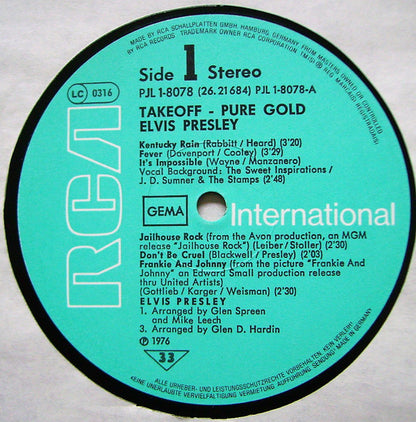 MADE BY RCA SCHALLPLATTEN GMBH, HAMBURG, GERMANY FROM MASTERS OWNED OR CONTROLLED
BY RCA RECORDS TRADEMARK OWNER RCA CORPORATION
TM(S) ® REG MARCA(S) REGISTRADA(S)
Side 1 Stereo
LC 0316
PJL 1-8078 (26.21684) PJL 1-8078-A
TAKEOFF - PURE GOLD
ELVIS PRESLEY
Kentucky Rain (Rabbitt / Heard) (3'20)
Fever (Davenport / Cooley) (3'29)
It's Impossible (Wayne / Manzanero)
Vocal Background: The Sweet Inspirations /
J. D. Sumner & The Stamps (2'48)
RCA
GEMA
International
Jailhouse Rock (from the Avon production, an MGM
release "Jailhouse Rock") (Leiber / Stoller) (2'30)
Don't Be Cruel (Blackwell / Presley) (2'03)
Frankie And Johnny (from the picture "Frankie And
Johnny" an Edward Small production release
thru United Artists)
(Gottlieb / Karger / Weisman) (2'30)
ELVIS PRESLEY
1. Arranged by Glen Spreen
and Mike Leech
3. Arranged by Glen D. Hardin
℗ 1976
33
ALLE URHEBER- UND LEISTUNGSSCHUTZRECHTE VORBEHALTEN. KEIN VERLEIH!
KEINE UNERLAUBTE VERVIELFÄLTIGUNG, VERMIETUNG, AUFFÜHRUNG, SENDUNG! MADE IN GERMANY